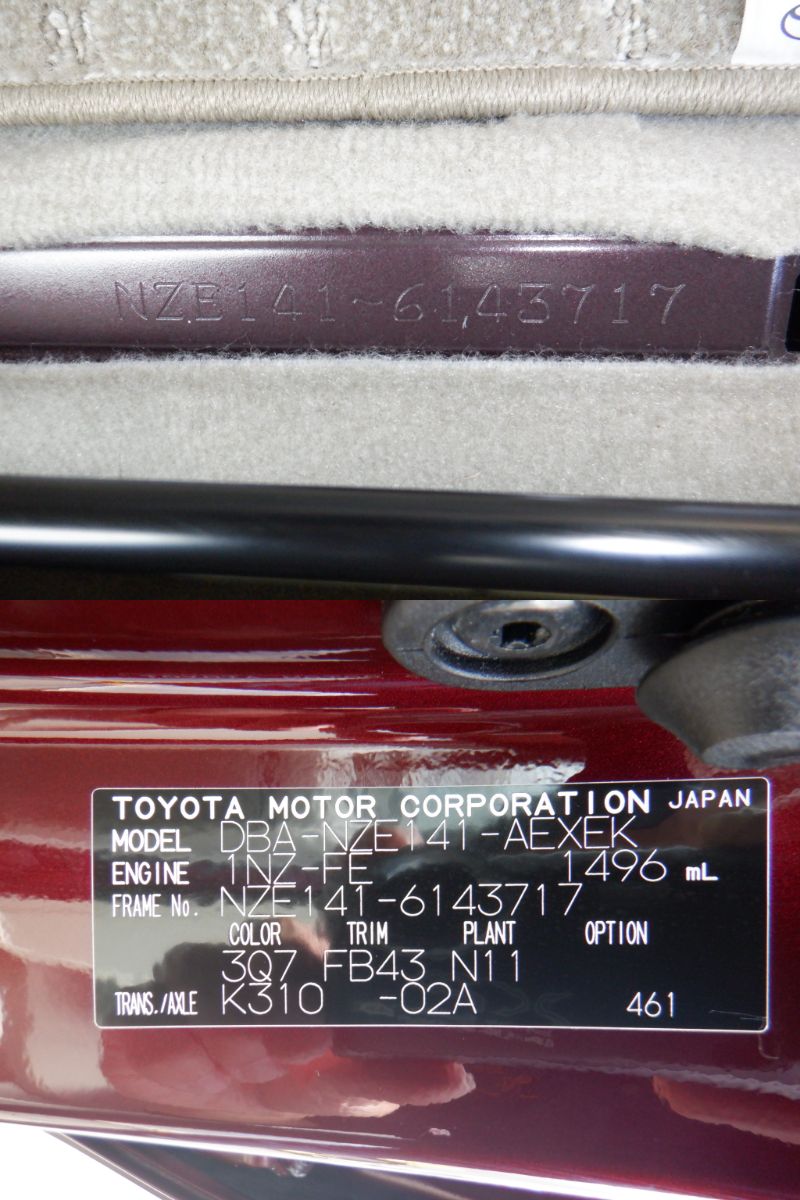 NZE141-6143717
TOYOTA MOTOR CORPORATION JAPAN
MODEL DBA-NZE141-AEXEK
ENGINE 1NZ-FE 1496 mL
FRAME No. NZE141-6143717
COLOR TRIM PLANT OPTION
3Q7 FB43 N11
TRANS./AXLE K310 -02A 461